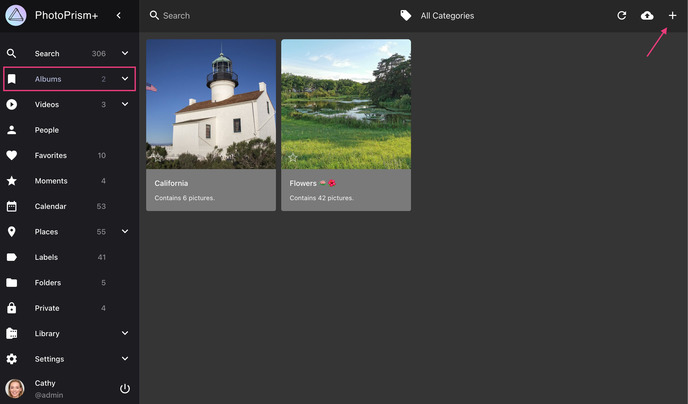 PhotoPrism+
Search
All Categories
Search 306
Albums 2
Videos 3
People
Favorites 10
Moments 4
Calendar 53
Places 55
Labels 41
Folders 5
Private 4
Library
Settings
Cathy
@admin
California
Contains 6 pictures.
Flowers
Contains 42 pictures.